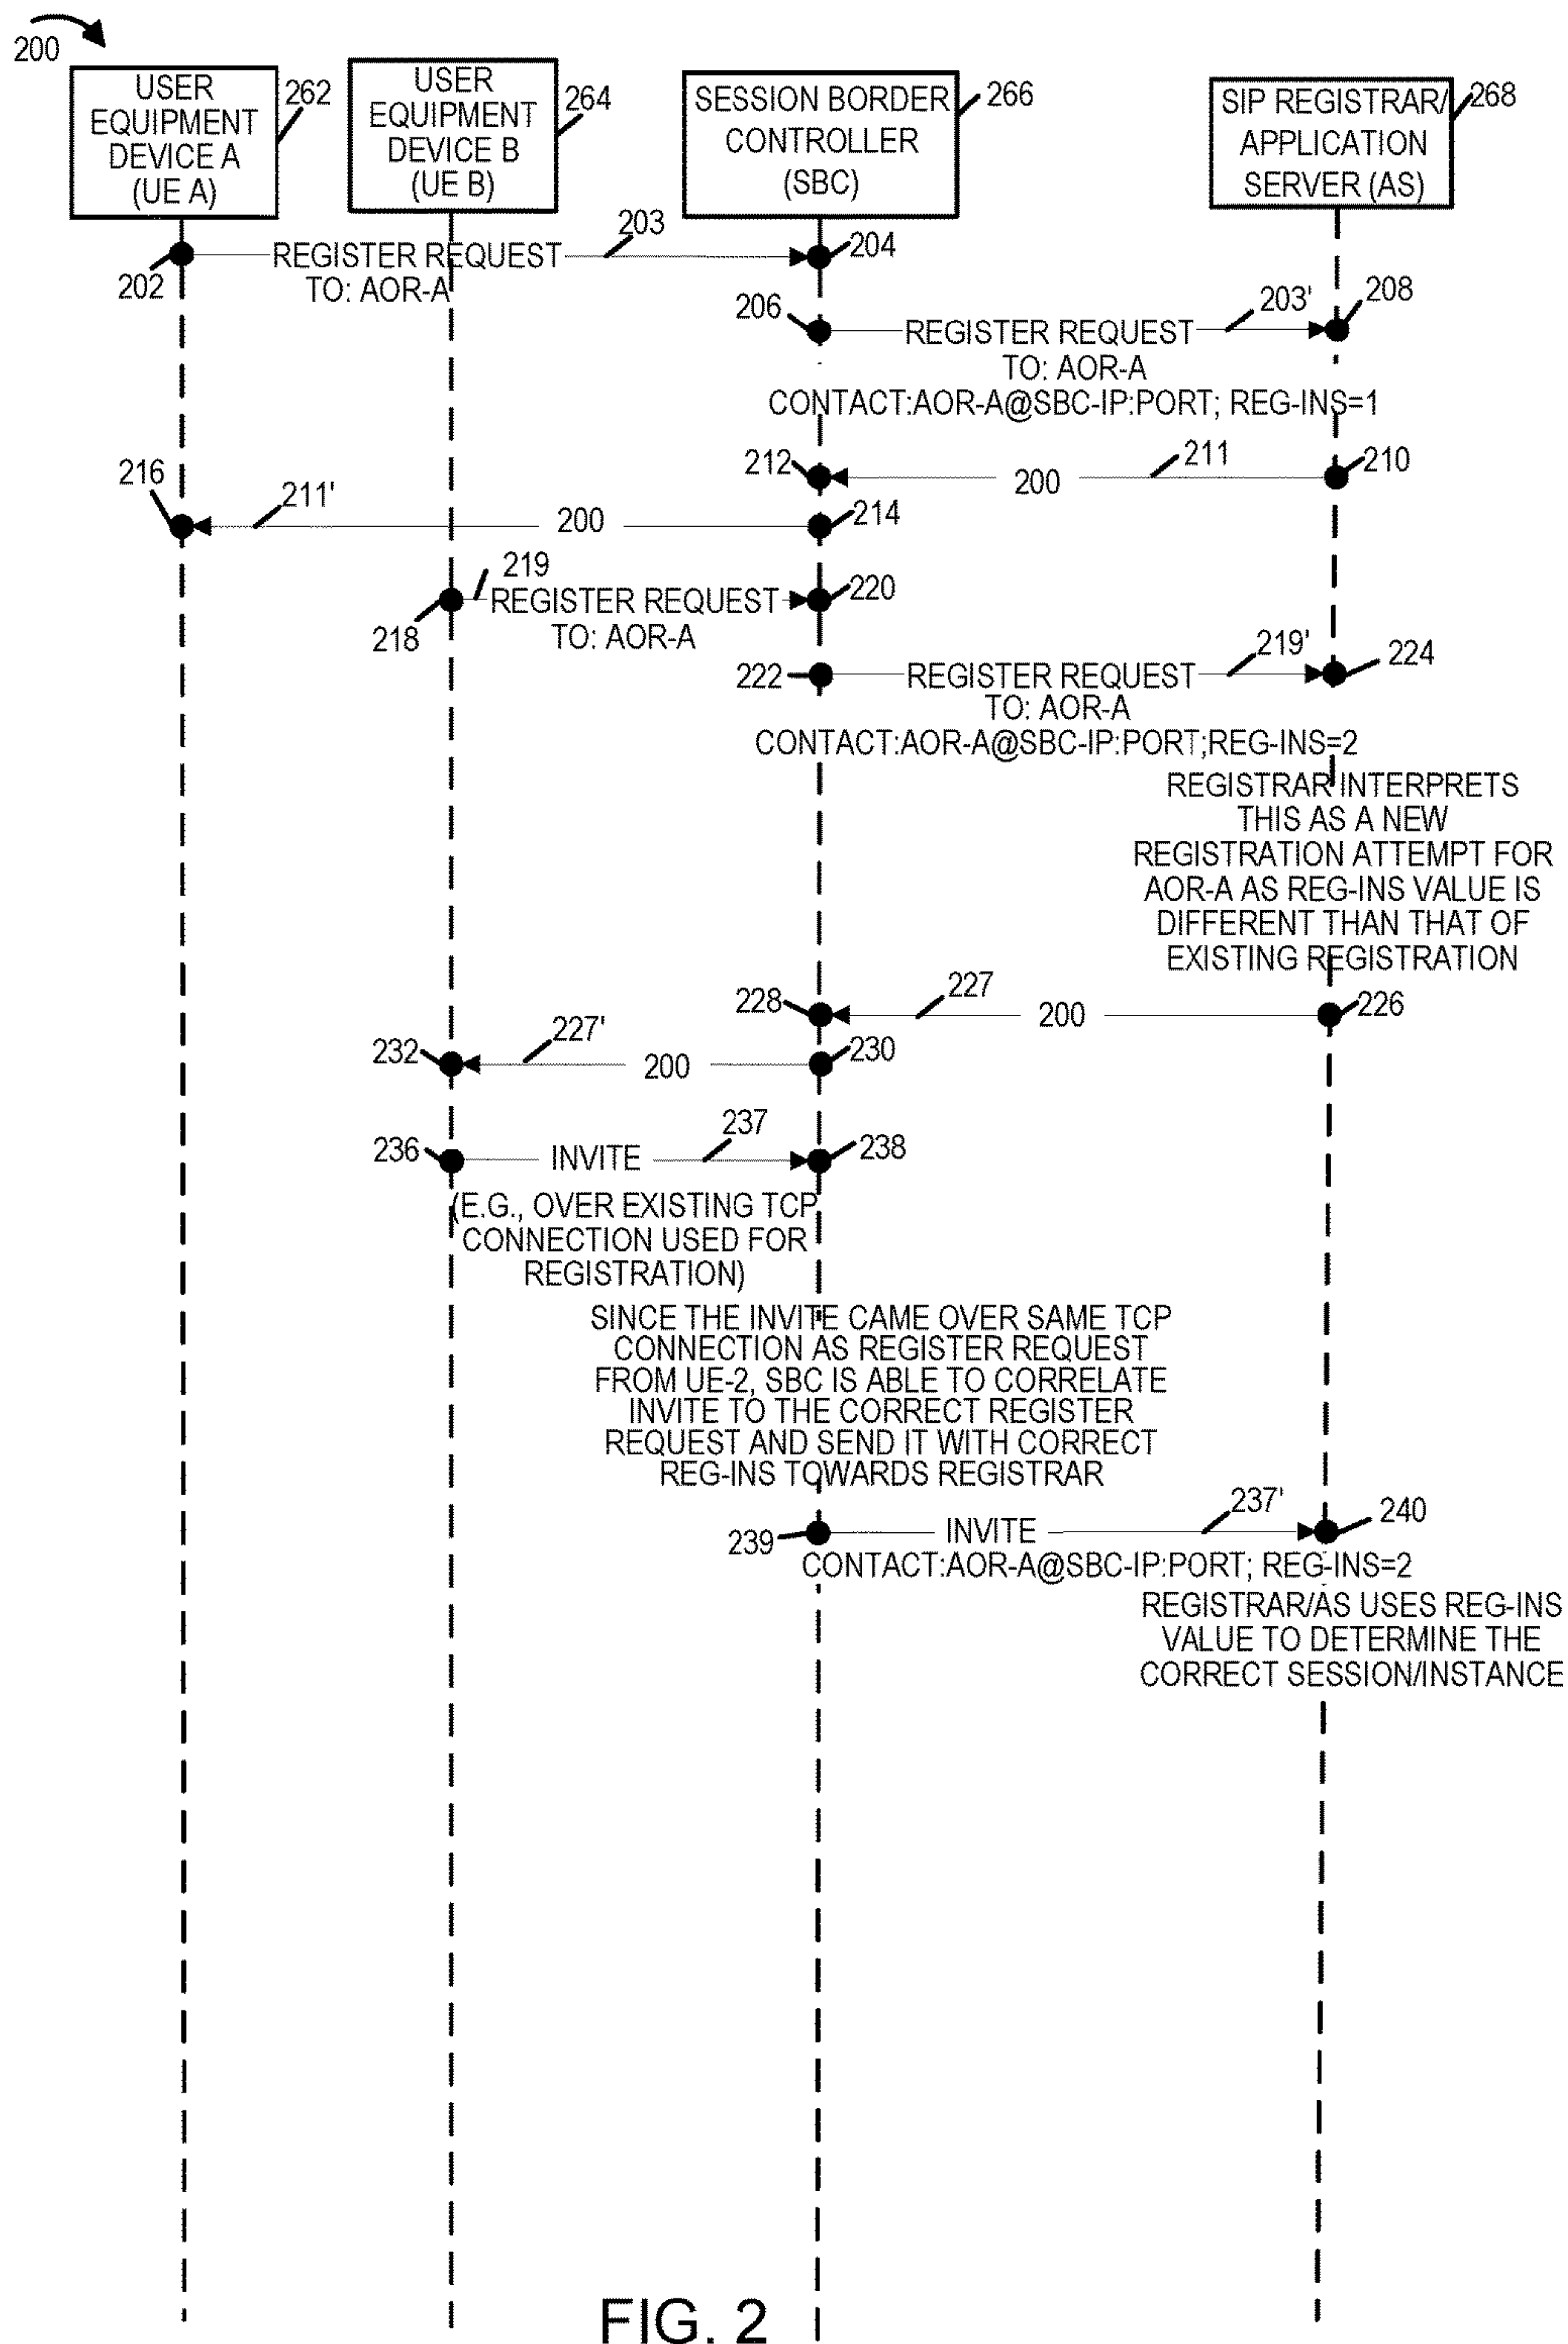 200
USER
EQUIPMENT
DEVICE A
(UE A)
262
USER
EQUIPMENT
DEVICE B
(UE B)
264
SESSION BORDER
CONTROLLER
(SBC)
266
SIP REGISTRAR/
APPLICATION
SERVER (AS)
268
202
REGISTER REQUEST
TO: AOR-A
203
204
206
REGISTER REQUEST
TO: AOR-A
CONTACT:AOR-A@SBC-IP:PORT; REG-INS=1
203'
208
212
200
211
210
216
211'
200
214
218
219
REGISTER REQUEST
TO: AOR-A
220
222
REGISTER REQUEST
TO: AOR-A
CONTACT:AOR-A@SBC-IP:PORT;REG-INS=2
219'
224
REGISTRAR INTERPRETS
THIS AS A NEW
REGISTRATION ATTEMPT FOR
AOR-A AS REG-INS VALUE IS
DIFFERENT THAN THAT OF
EXISTING REGISTRATION
228
227
200
226
232
227'
200
230
236
INVITE
237
238
(E.G., OVER EXISTING TCP
CONNECTION USED FOR
REGISTRATION)
SINCE THE INVITE CAME OVER SAME TCP
CONNECTION AS REGISTER REQUEST
FROM UE-2, SBC IS ABLE TO CORRELATE
INVITE TO THE CORRECT REGISTER
REQUEST AND SEND IT WITH CORRECT
REG-INS TOWARDS REGISTRAR
239
INVITE
237'
240
CONTACT:AOR-A@SBC-IP:PORT; REG-INS=2
REGISTRAR/AS USES REG-INS
VALUE TO DETERMINE THE
CORRECT SESSION/INSTANCE
FIG. 2